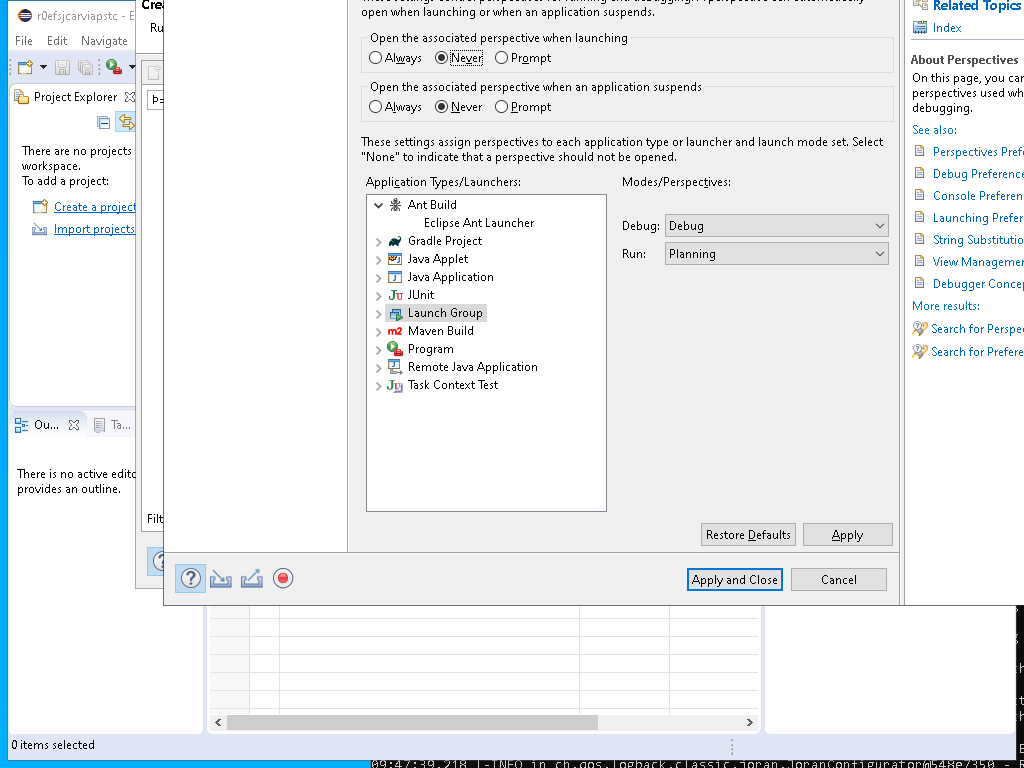 r0efsjcarviapstc - E
File Edit Navigate
Project Explorer
There are no projects
workspace.
To add a project:
Create a project
Import projects
Ou...
Ta...
There is no active edito
provides an outline.
0 items selected
Crea
Ru
Filt
open when launching or when an application suspends.
Open the associated perspective when launching
Always Never Prompt
Open the associated perspective when an application suspends
Always Never Prompt
These settings assign perspectives to each application type or launcher and launch mode set. Select
"None" to indicate that a perspective should not be opened.
Application Types/Launchers:
Ant Build
Eclipse Ant Launcher
Gradle Project
Java Applet
Java Application
JUnit
Launch Group
Maven Build
Program
Remote Java Application
Task Context Test
Modes/Perspectives:
Debug: Debug
Run: Planning
Restore Defaults Apply
Apply and Close Cancel
Related Topics
Index
About Perspectives
On this page, you can
perspectives used wh
debugging.
See also:
Perspectives Prefe
Debug Preference
Console Preferen
Launching Prefer
String Substitutio
View Managemen
Debugger Concep
More results:
Search for Perspe
Search for Prefere
09:47:39,218 |-INFO in ch.qos.logback.classic.joran.JoranConfigurator@548e7350 - R